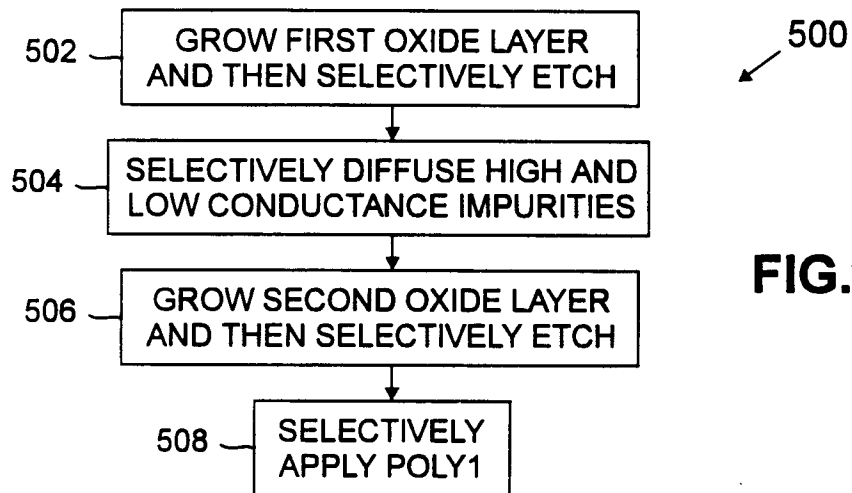 502
GROW FIRST OXIDE LAYER
AND THEN SELECTIVELY ETCH
500
504
SELECTIVELY DIFFUSE HIGH AND
LOW CONDUCTANCE IMPURITIES
FIG.
506
GROW SECOND OXIDE LAYER
AND THEN SELECTIVELY ETCH
508
SELECTIVELY
APPLY POLY1